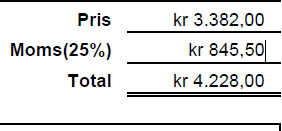 Pris kr 3.382,00
Moms(25%) kr 845,50
Total kr 4.228,00